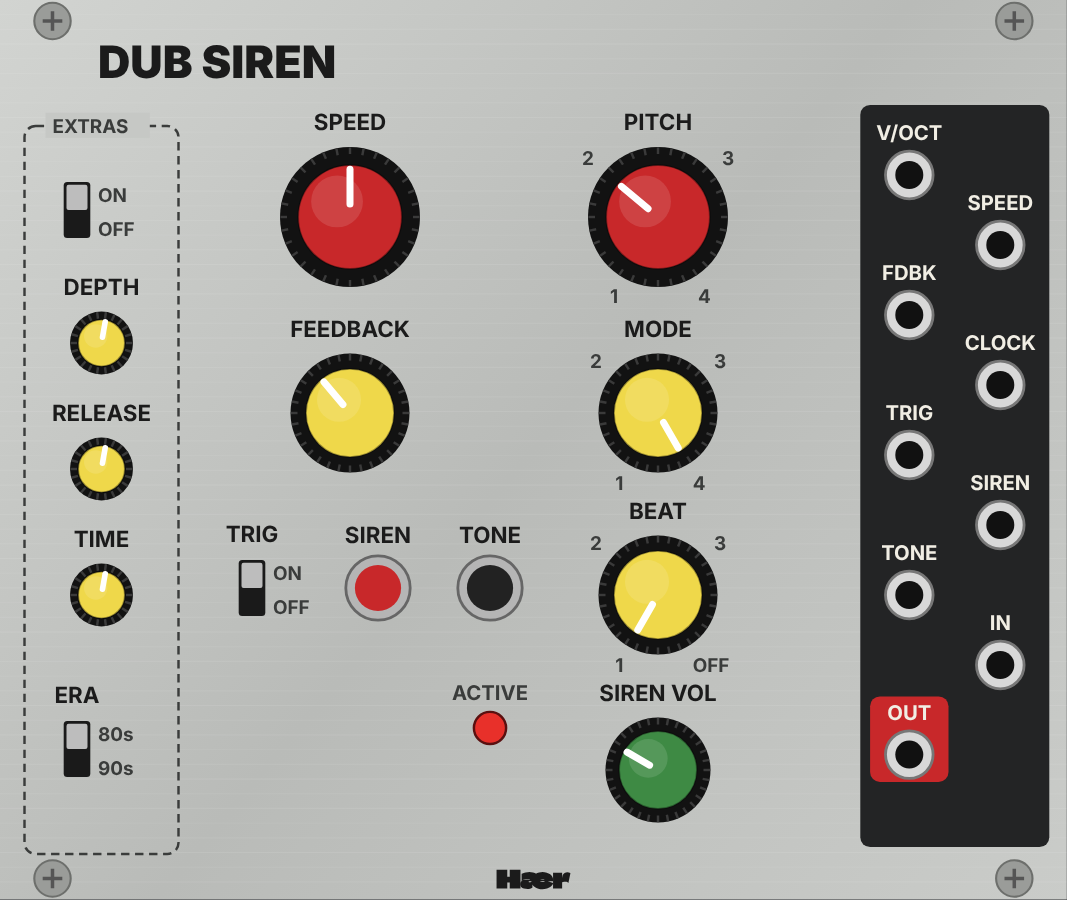 DUB SIREN
EXTRAS
ON
OFF
DEPTH
RELEASE
TIME
ERA
80s
90s
SPEED
FEEDBACK
TRIG
ON
OFF
SIREN
TONE
ACTIVE
PITCH
2 3
1 4
MODE
2 3
1 4
BEAT
2 3
1 OFF
SIREN VOL
V/OCT
SPEED
FDBK
CLOCK
TRIG
SIREN
TONE
IN
OUT
Hær